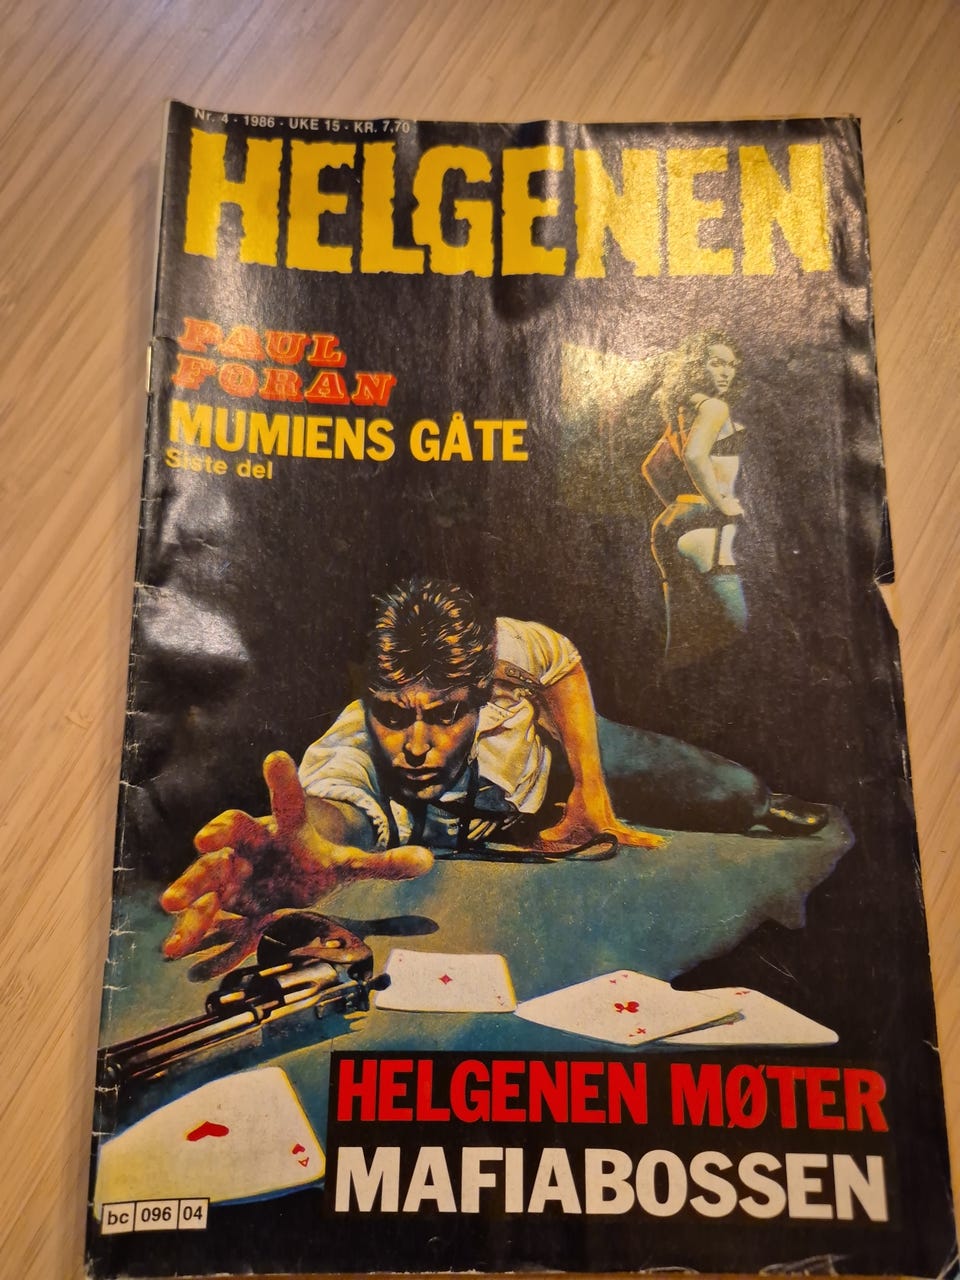 Nr. 4 · 1986 · UKE 15 · KR. 7,70
HELGENEN
PAUL
FORAN
MUMIENS GÅTE
Siste del
HELGENEN MØTER
MAFIABOSSEN
A
bc 096 04